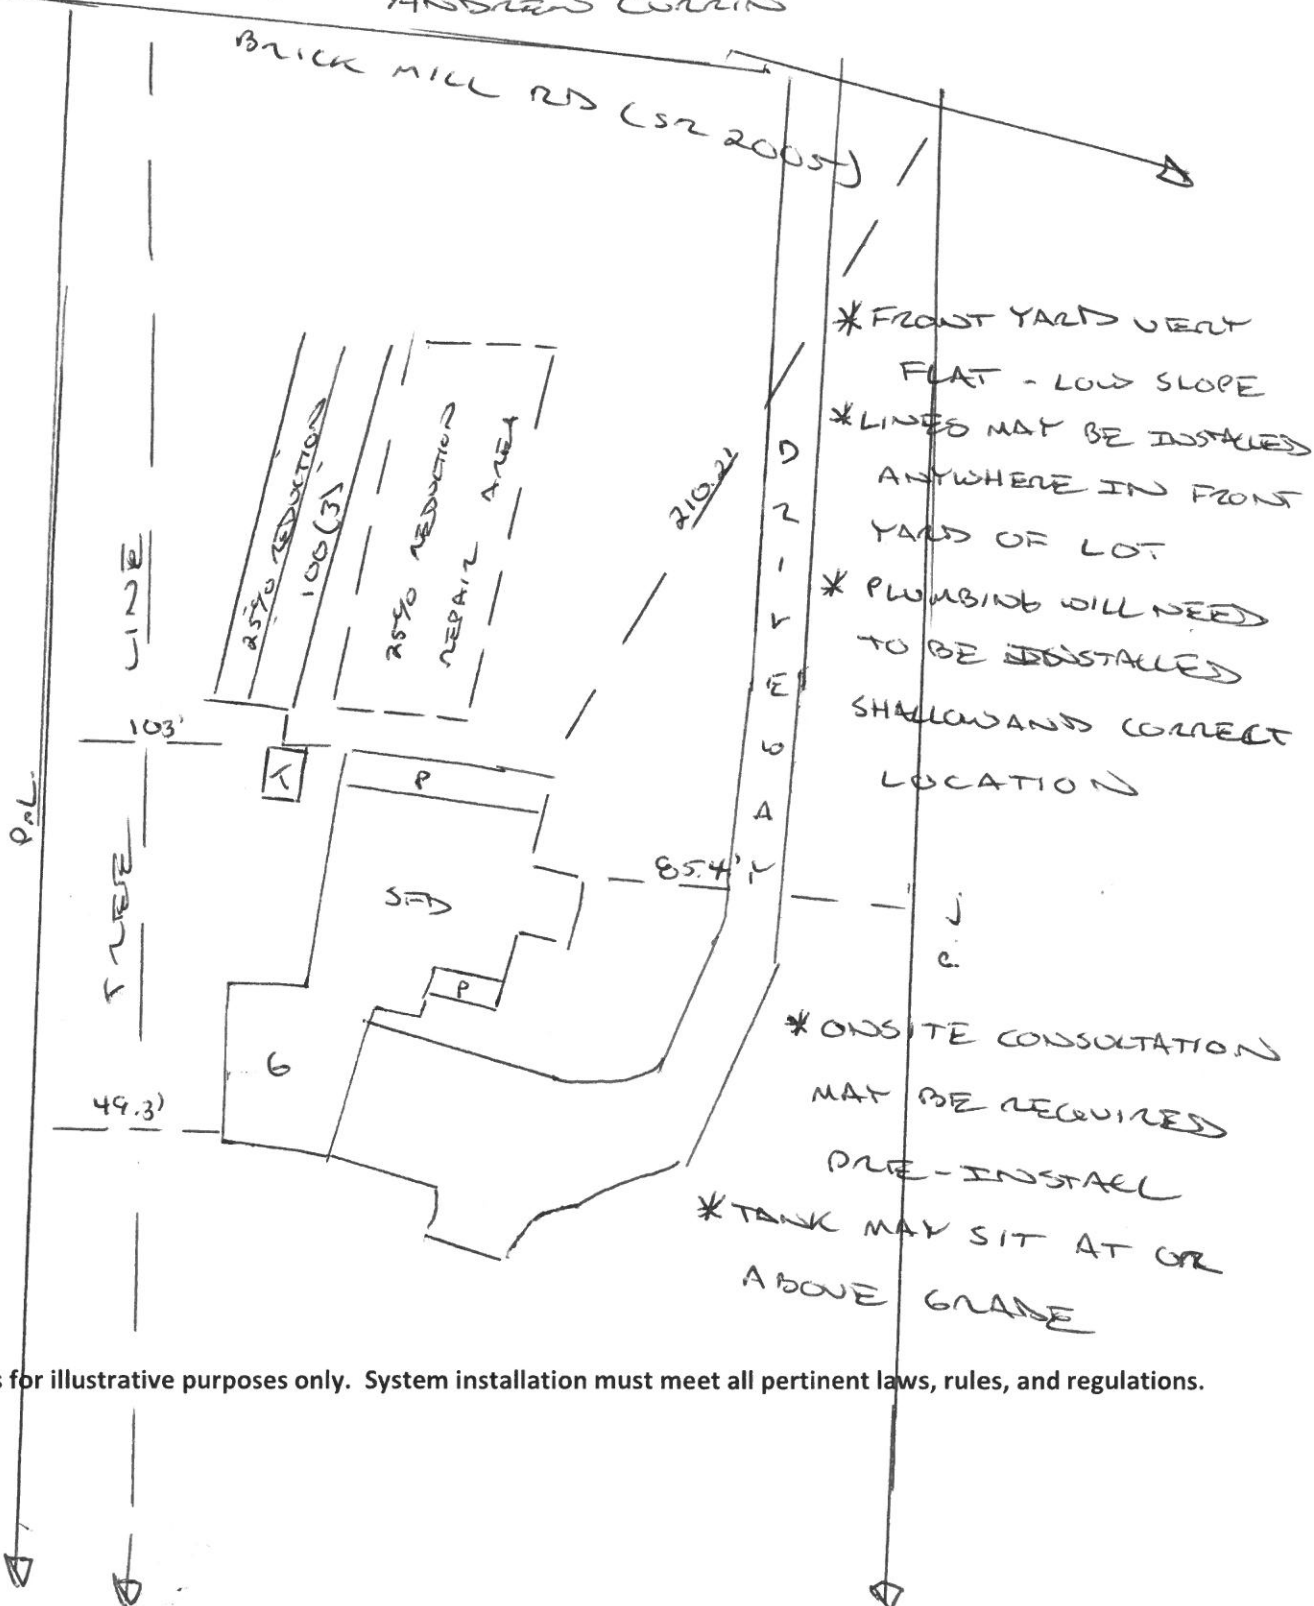 ANDREW CURRIN
BRICK MILL RD (SR 2005)
* FRONT YARD VERY
FLAT - LOW SLOPE
* LINES MAY BE INSTALLED
ANYWHERE IN FRONT
YARD OF LOT
* PLUMBING WILL NEED
TO BE INSTALLED
SHALLOW AND CORRECT
LOCATION
25% REDUCTION
100(3)
25% REDUCTION
REPAIR AREA
210.21
DRIVEWAY
TREE LINE
103'
P.L.
T
P
SFD
85.4'
P
G
49.3'
* ONSITE CONSULTATION
MAY BE REQUIRED
PRE-INSTALL
* TANK MAY SIT AT OR
ABOVE GRADE
for illustrative purposes only. System installation must meet all pertinent laws, rules, and regulations.